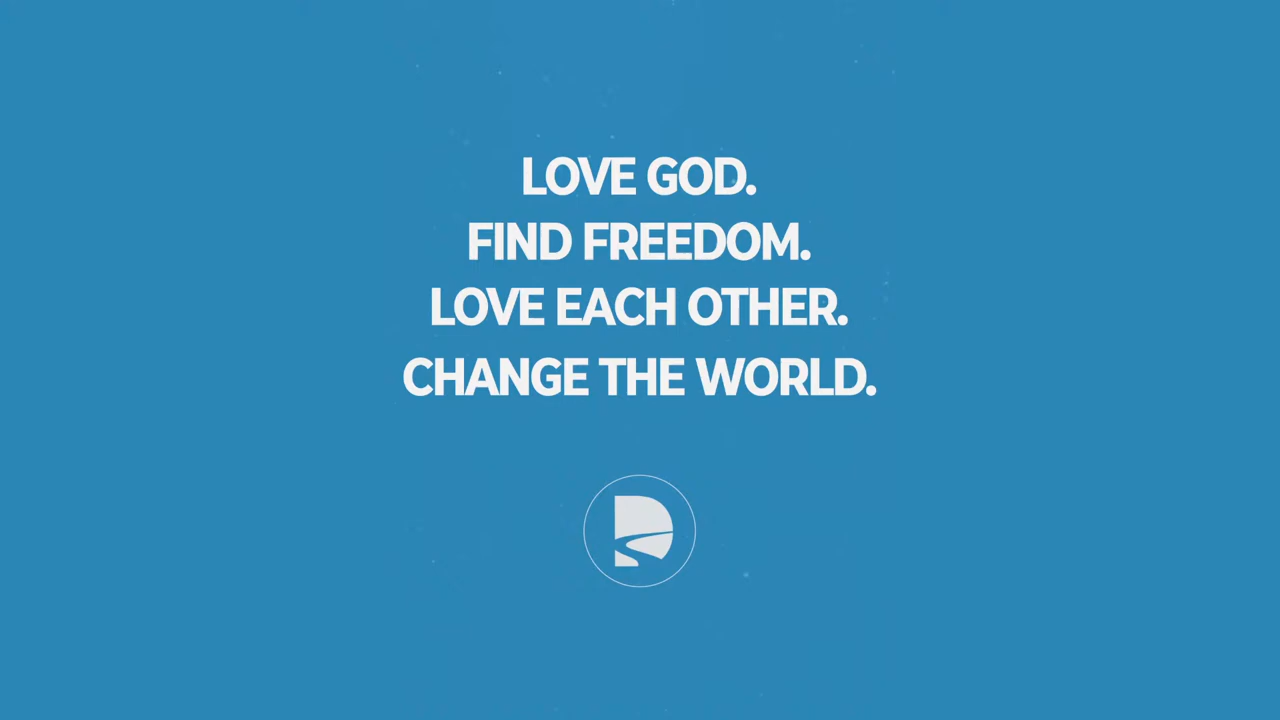 LOVE GOD.
FIND FREEDOM.
LOVE EACH OTHER.
CHANGE THE WORLD.